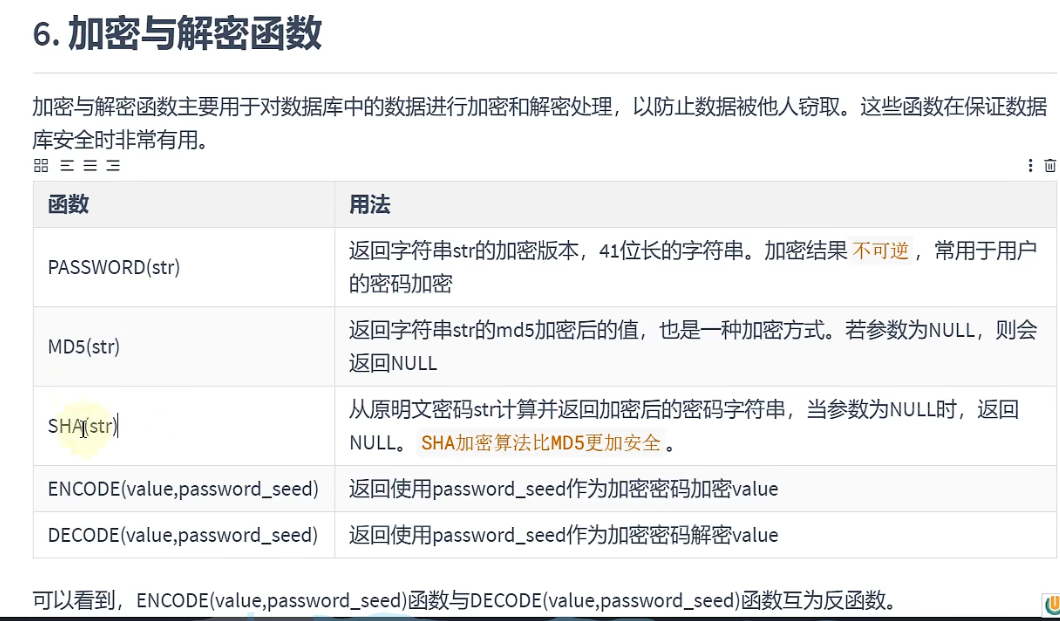 6. 加密与解密函数
加密与解密函数主要用于对数据库中的数据进行加密和解密处理，以防止数据被他人窃取。这些函数在保证数据
库安全时非常有用。
函数 用法
PASSWORD(str) 返回字符串str的加密版本，41位长的字符串。加密结果 不可逆 ，常用于用户
的密码加密
MD5(str) 返回字符串str的md5加密后的值，也是一种加密方式。若参数为NULL，则会
返回NULL
SHA(str) 从原明文密码str计算并返回加密后的密码字符串，当参数为NULL时，返回
NULL。 SHA加密算法比MD5更加安全 。
ENCODE(value,password_seed) 返回使用password_seed作为加密密码加密value
DECODE(value,password_seed) 返回使用password_seed作为加密密码解密value
可以看到，ENCODE(value,password_seed)函数与DECODE(value,password_seed)函数互为反函数。